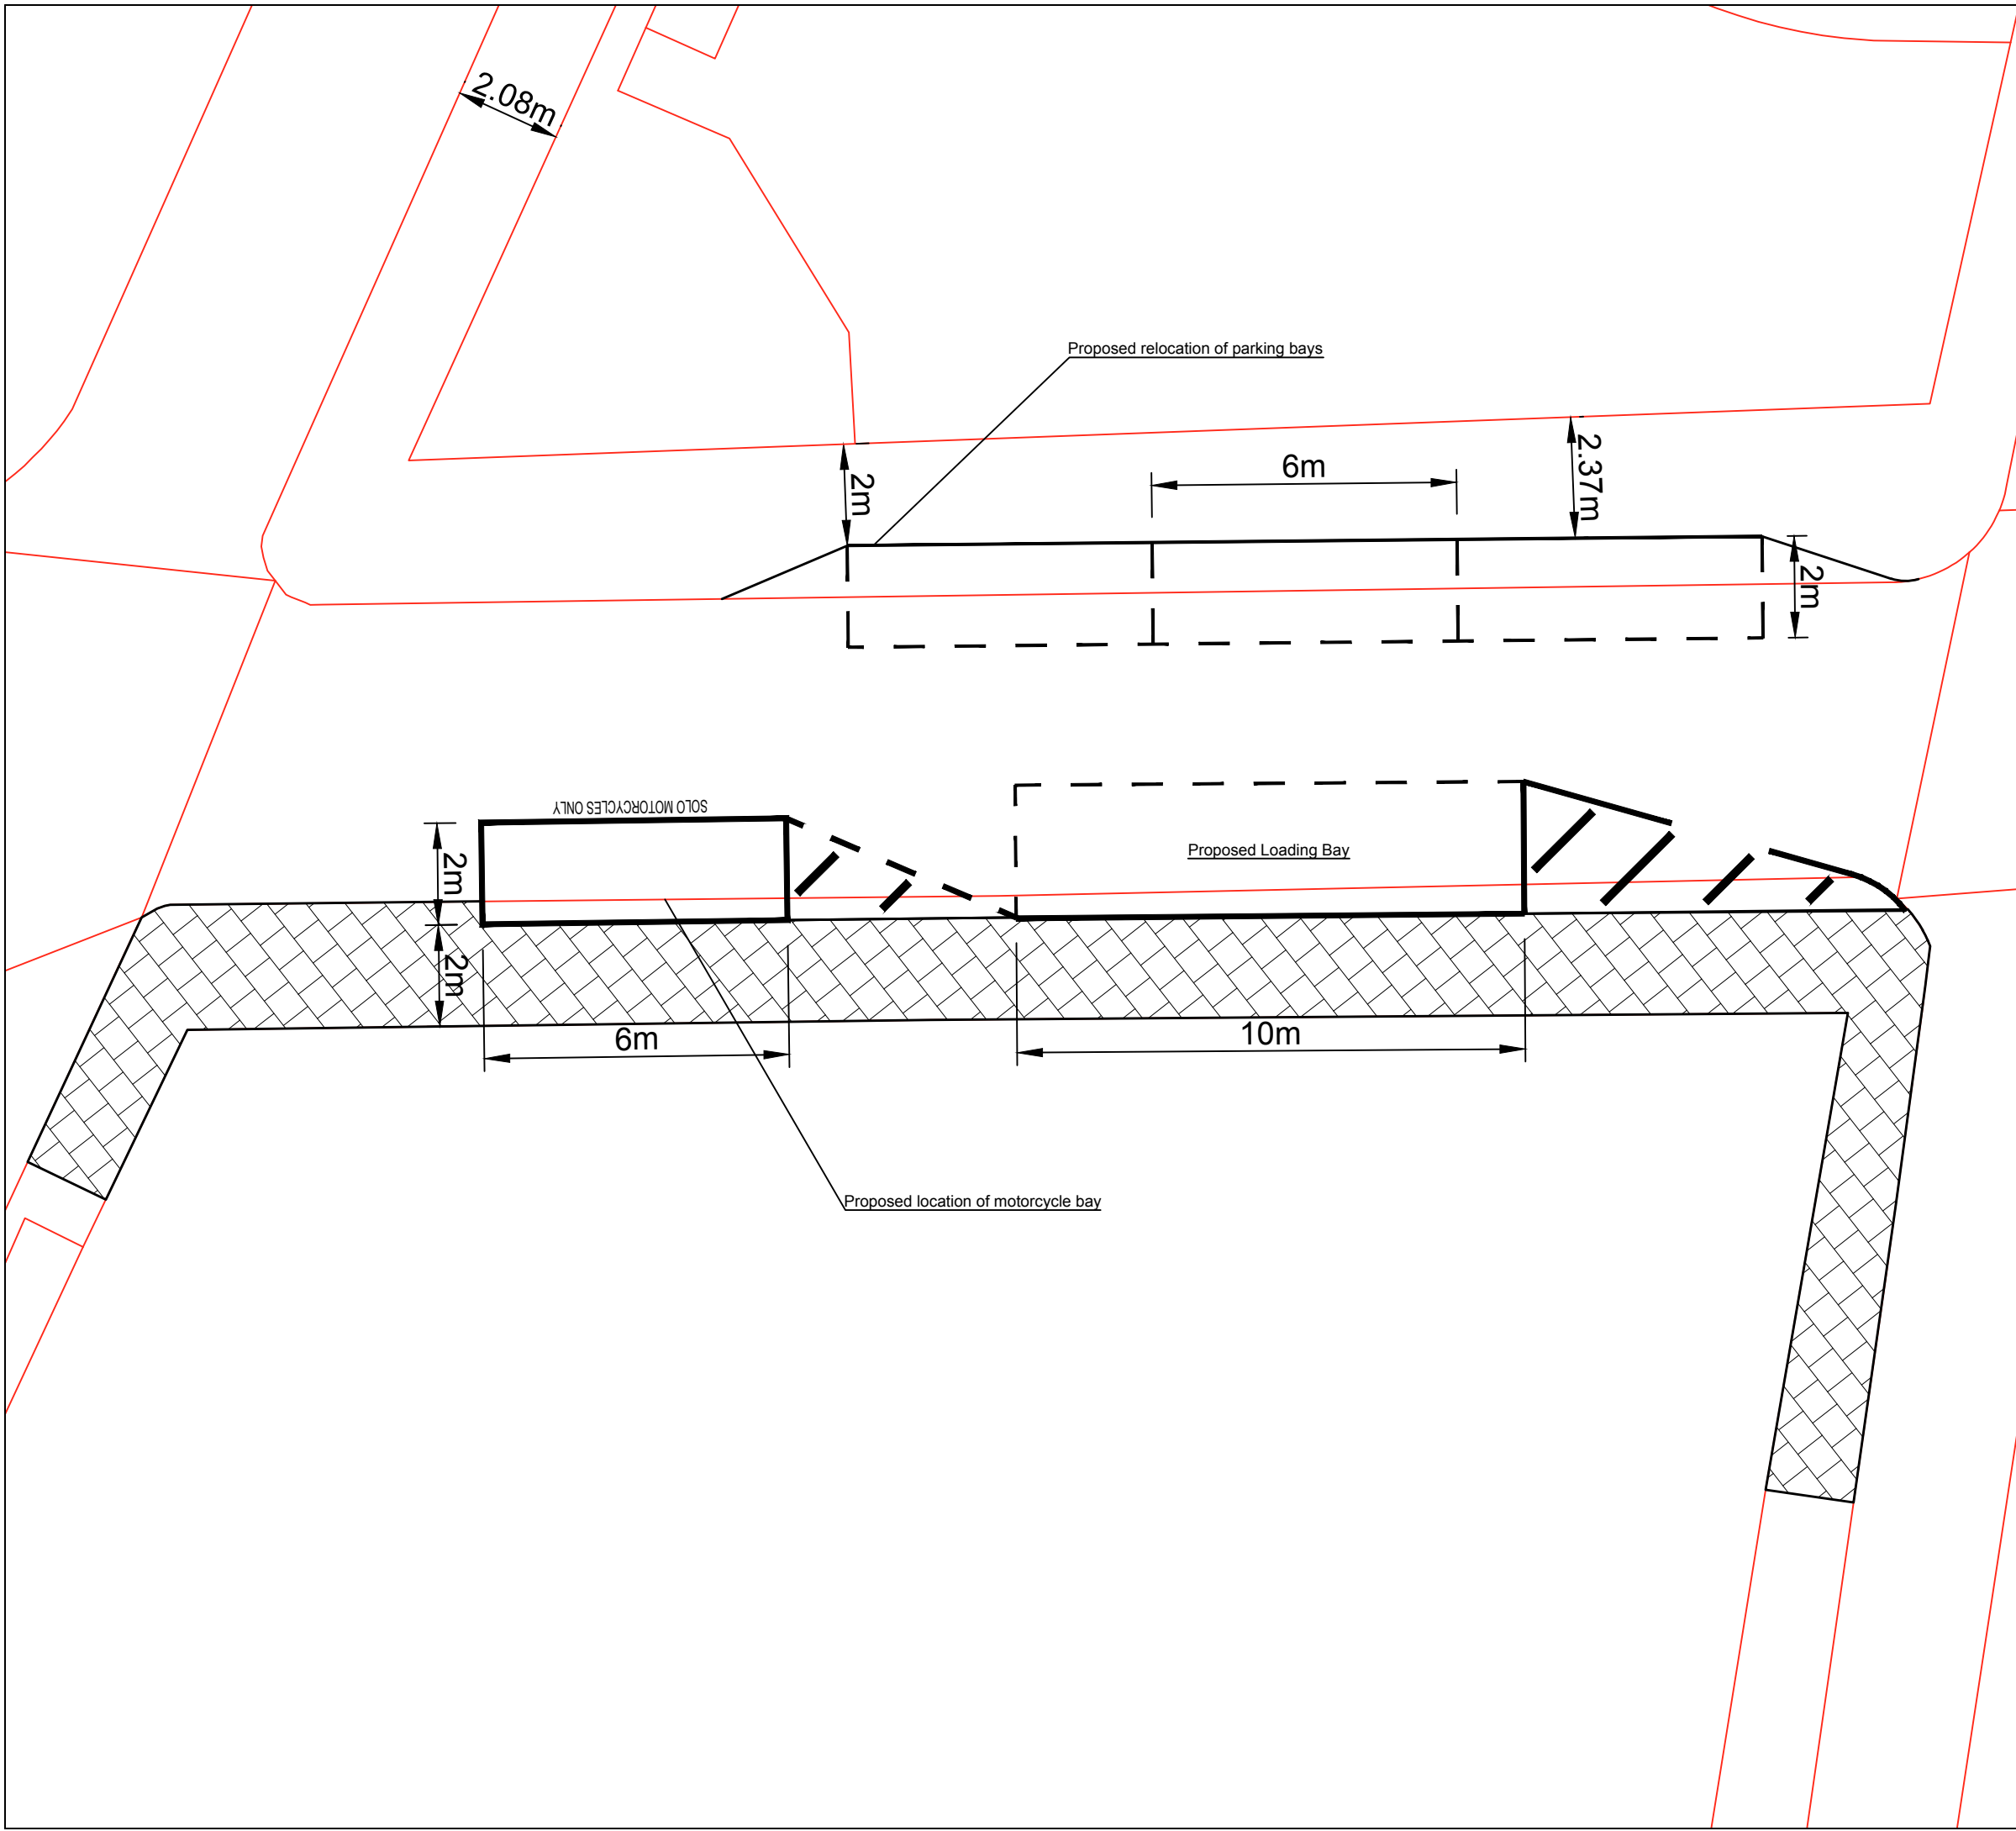 2.08m
Proposed relocation of parking bays
2m
6m
2.37m
2m
SOLO MOTORCYCLES ONLY
2m
Proposed Loading Bay
2m
6m
10m
Proposed location of motorcycle bay